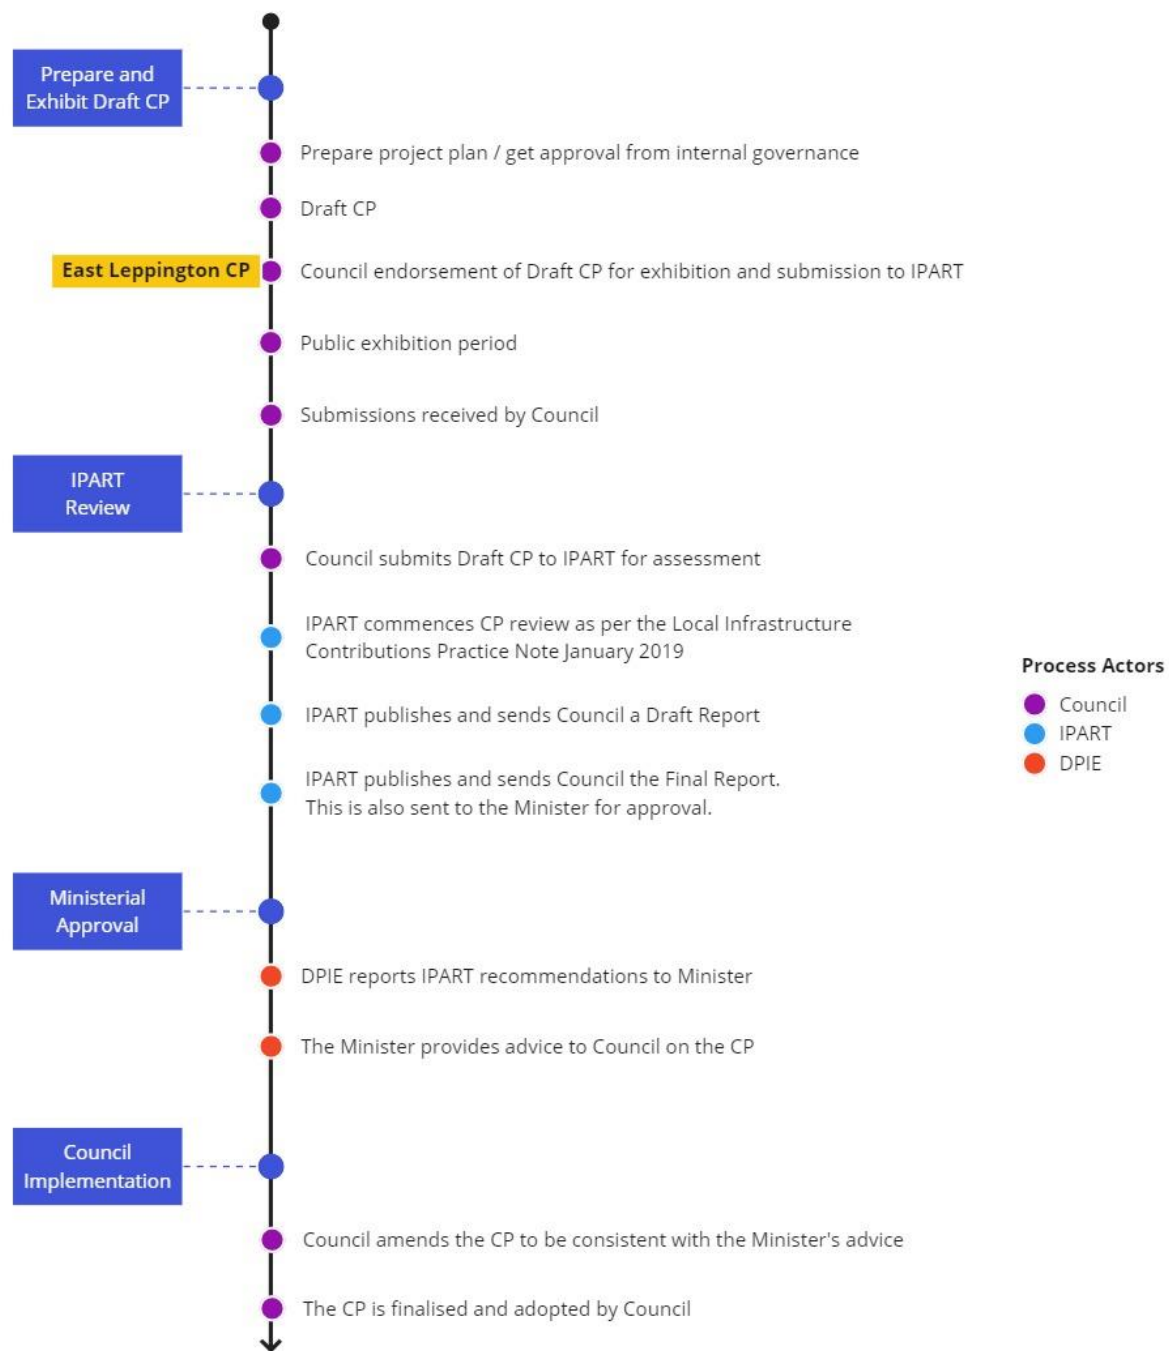 Prepare and
Exhibit Draft CP
Prepare project plan / get approval from internal governance
Draft CP
East Leppington CP
Council endorsement of Draft CP for exhibition and submission to IPART
Public exhibition period
Submissions received by Council
IPART
Review
Council submits Draft CP to IPART for assessment
IPART commences CP review as per the Local Infrastructure
Contributions Practice Note January 2019
IPART publishes and sends Council a Draft Report
IPART publishes and sends Council the Final Report.
This is also sent to the Minister for approval.
Ministerial
Approval
DPIE reports IPART recommendations to Minister
The Minister provides advice to Council on the CP
Council
Implementation
Council amends the CP to be consistent with the Minister's advice
The CP is finalised and adopted by Council
Process Actors
Council
IPART
DPIE